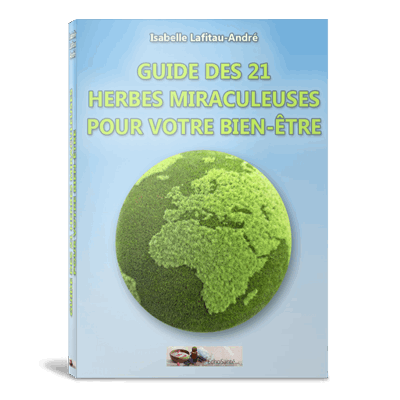 Isabelle Lafitau-André
GUIDE DES 21
HERBES MIRACULEUSES
POUR VOTRE BIEN-ÊTRE